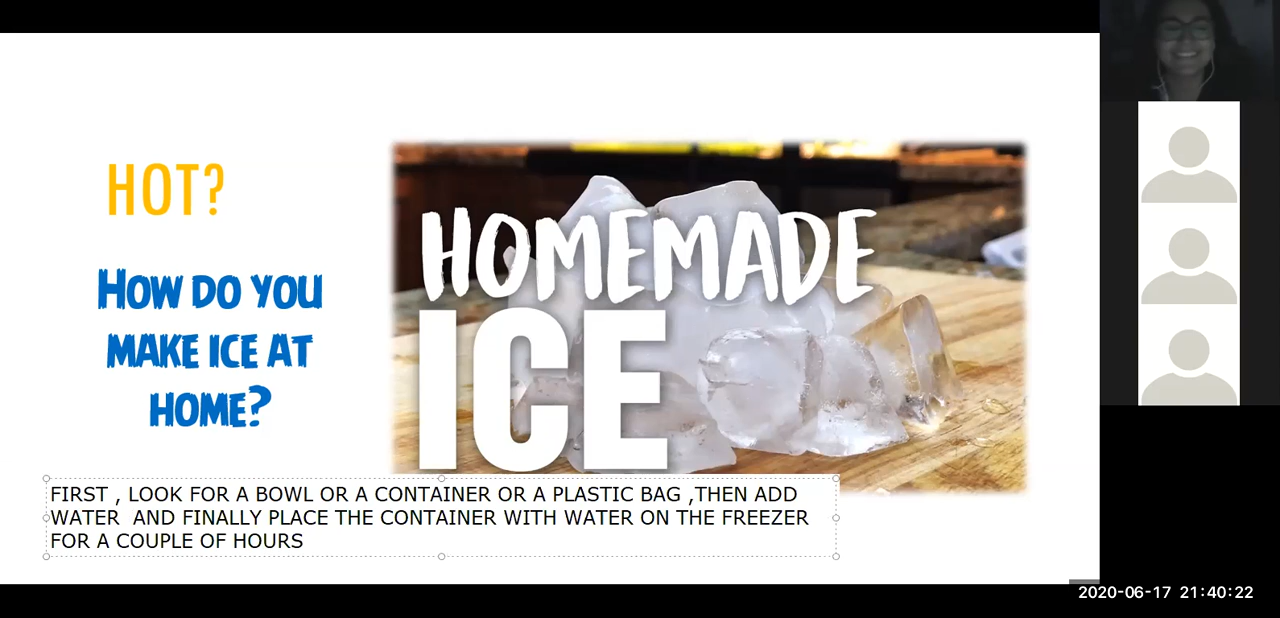 HOT?
HOW DO YOU
MAKE ICE AT
HOME?
HOMEMADE
ICE
FIRST , LOOK FOR A BOWL OR A CONTAINER OR A PLASTIC BAG ,THEN ADD
WATER  AND FINALLY PLACE THE CONTAINER WITH WATER ON THE FREEZER
FOR A COUPLE OF HOURS
2020-06-17 21:40:22